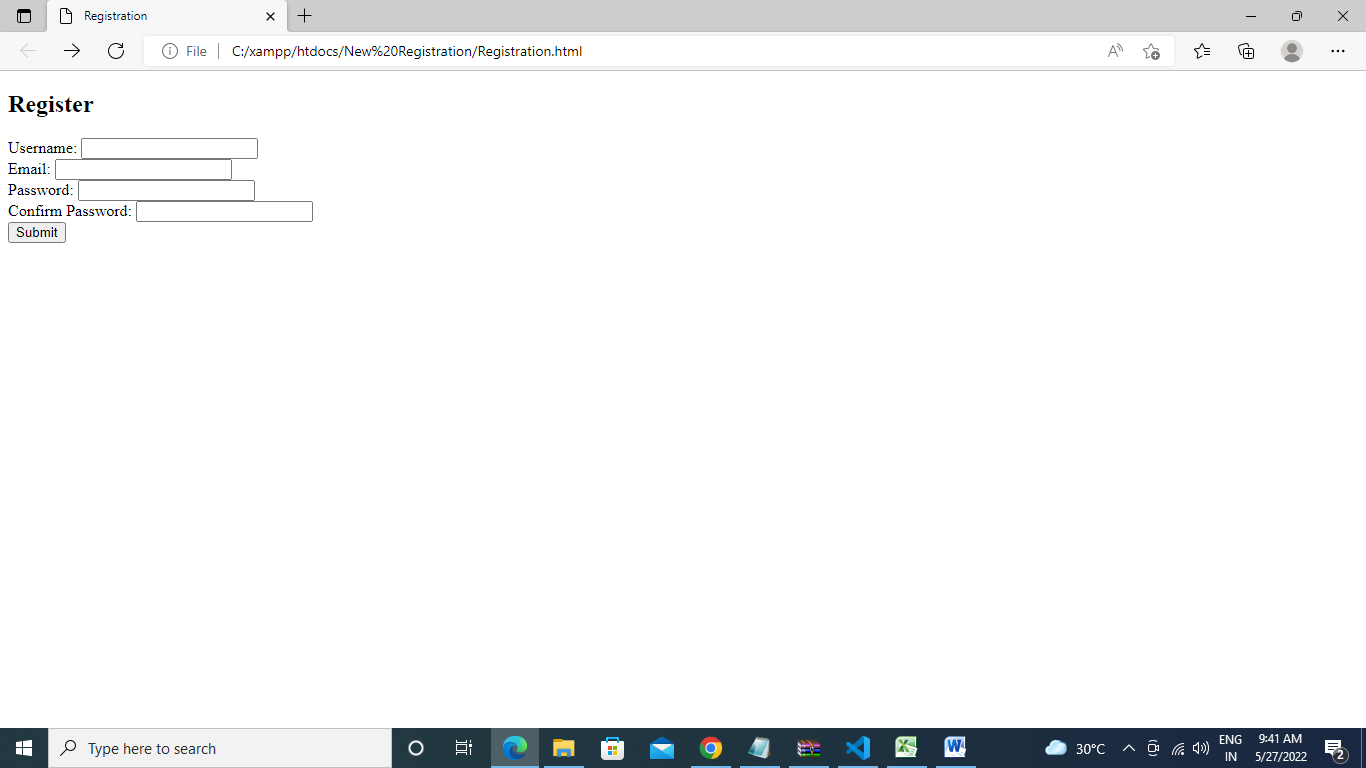 Registration
File
C:/xampp/htdocs/New%20Registration/Registration.html
Register
Username:
Email:
Password:
Confirm Password:
Submit
Type here to search
30°C
ENG
IN
9:41 AM
5/27/2022
2